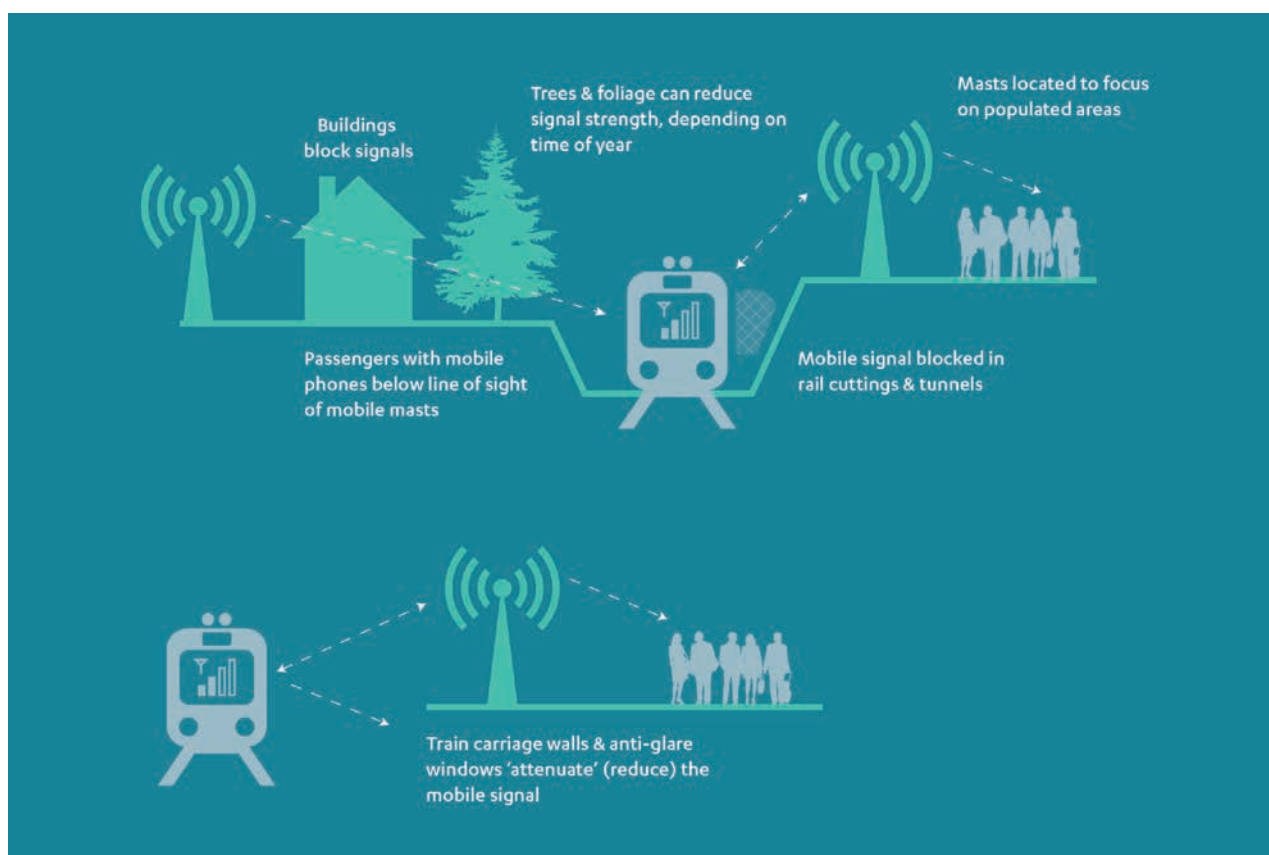 Buildings
block signals
Trees & foliage can reduce
signal strength, depending on
time of year
Masts located to focus
on populated areas
Passengers with mobile
phones below line of sight
of mobile masts
Mobile signal blocked in
rail cuttings & tunnels
Train carriage walls & anti-glare
windows ‘attenuate’ (reduce) the
mobile signal